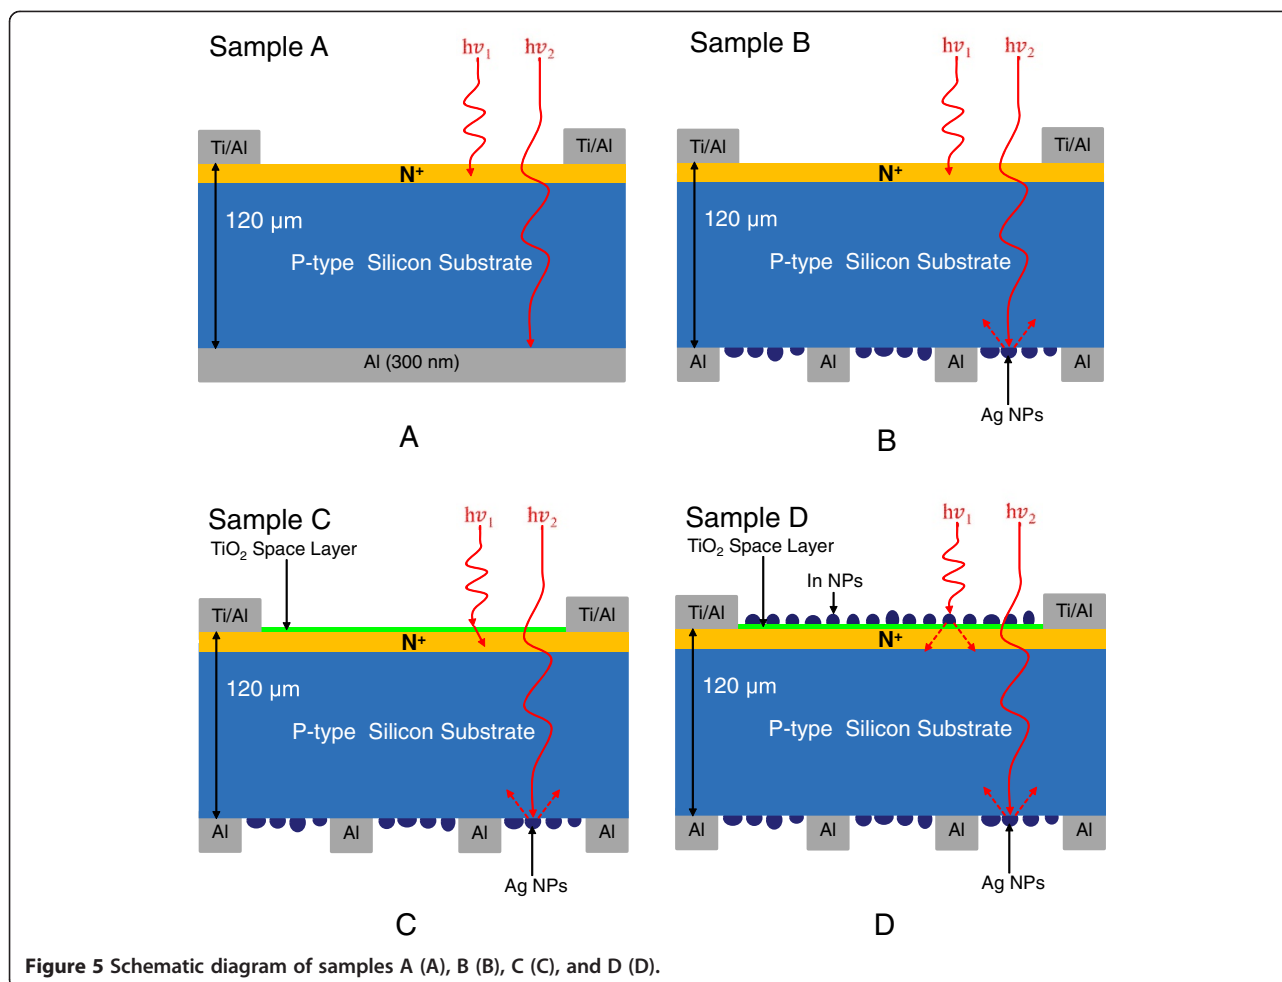 Sample A
hν₁ hν₂
Ti/Al Ti/Al
N⁺
120 µm
P-type Silicon Substrate
Al (300 nm)
A
Sample B
hν₁ hν₂
Ti/Al Ti/Al
N⁺
120 µm
P-type Silicon Substrate
Al Al Al Al
Ag NPs
B
Sample C
hν₁ hν₂
TiO₂ Space Layer
Ti/Al Ti/Al
N⁺
120 µm
P-type Silicon Substrate
Al Al Al Al
Ag NPs
C
Sample D
hν₁ hν₂
TiO₂ Space Layer
In NPs
Ti/Al Ti/Al
N⁺
120 µm
P-type Silicon Substrate
Al Al Al Al
Ag NPs
D
Figure 5 Schematic diagram of samples A (A), B (B), C (C), and D (D).